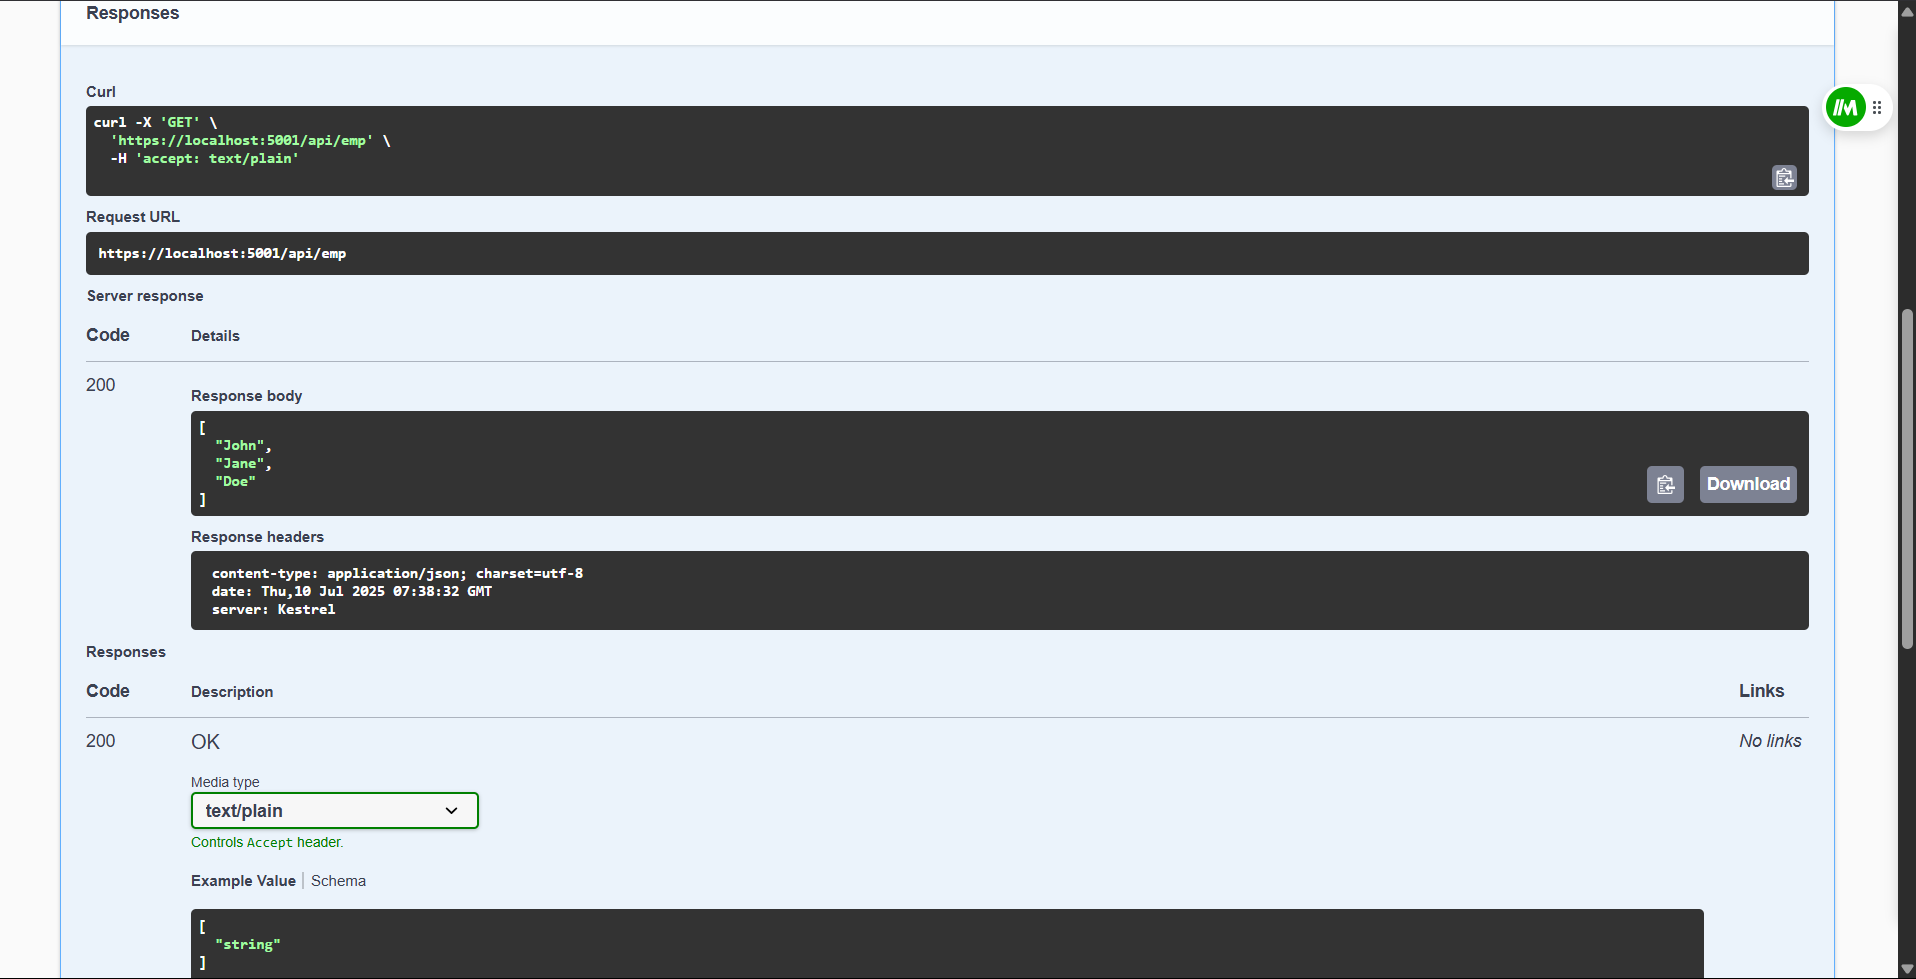 Responses
Curl
curl -X 'GET' \
  'https://localhost:5001/api/emp' \
  -H 'accept: text/plain'
Request URL
https://localhost:5001/api/emp
Server response
Code Details
200
Response body
[
  "John",
  "Jane",
  "Doe"
]
Download
Response headers
content-type: application/json; charset=utf-8
date: Thu,10 Jul 2025 07:38:32 GMT
server: Kestrel
Responses
Code Description Links
200 OK No links
Media type
text/plain
Controls Accept header.
Example Value Schema
[
  "string"
]